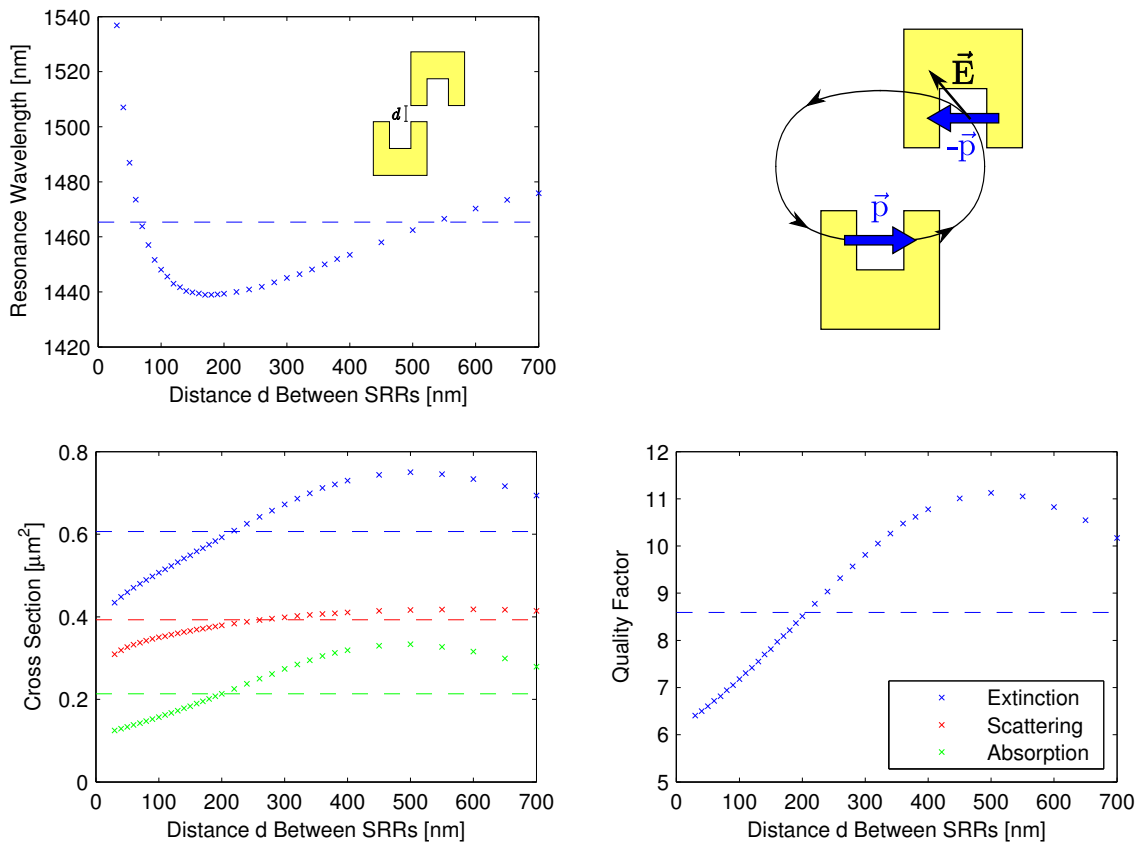 Resonance Wavelength [nm]
1540
1520
1500
1480
1460
1440
1420
0 100 200 300 400 500 600 700
Distance d Between SRRs [nm]
d
E⃗
-p⃗
p⃗
Cross Section [μm²]
0.8
0.6
0.4
0.2
0
0 100 200 300 400 500 600 700
Distance d Between SRRs [nm]
Quality Factor
12
11
10
9
8
7
6
5
0 100 200 300 400 500 600 700
Distance d Between SRRs [nm]
Extinction
Scattering
Absorption